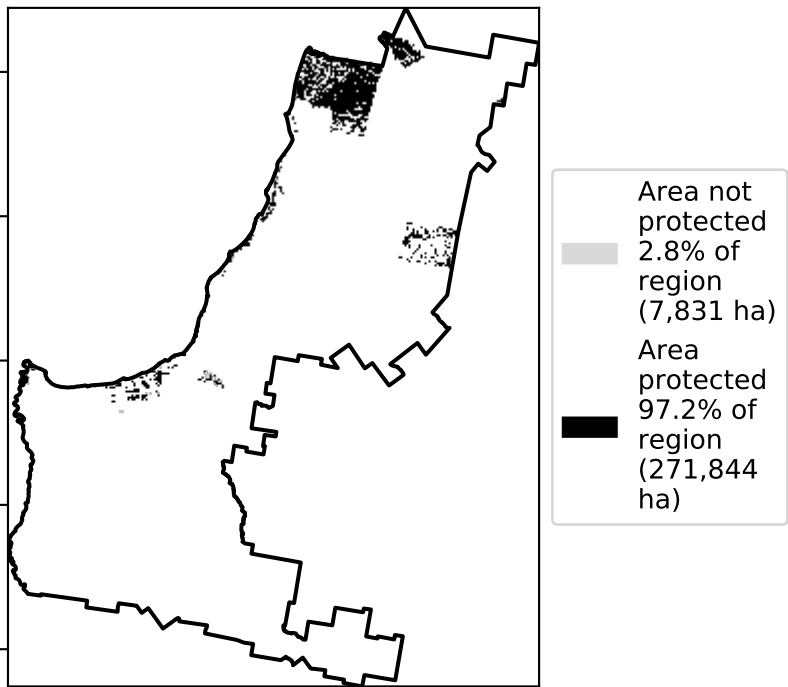 Area not
protected
2.8% of
region
(7,831 ha)
Area
protected
97.2% of
region
(271,844
ha)